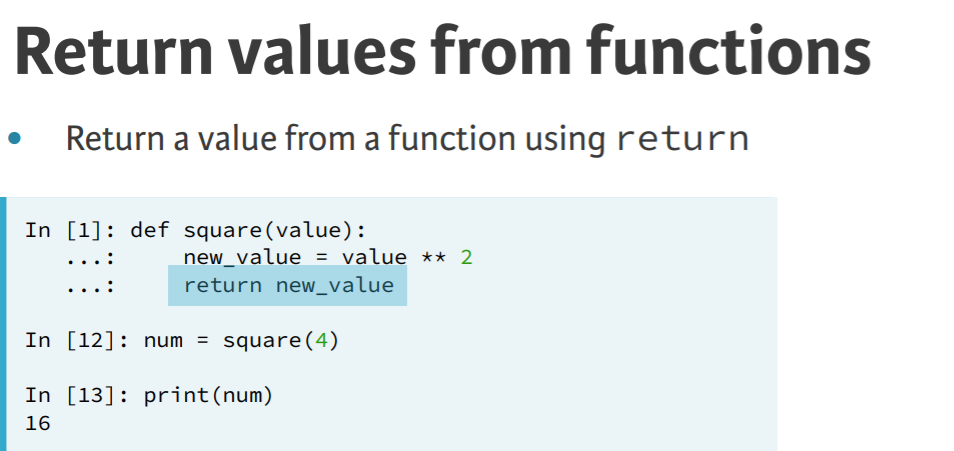 Return values from functions
• Return a value from a function using return
In [1]: def square(value):
   ...:     new_value = value ** 2
   ...:     return new_value
In [12]: num = square(4)
In [13]: print(num)
16